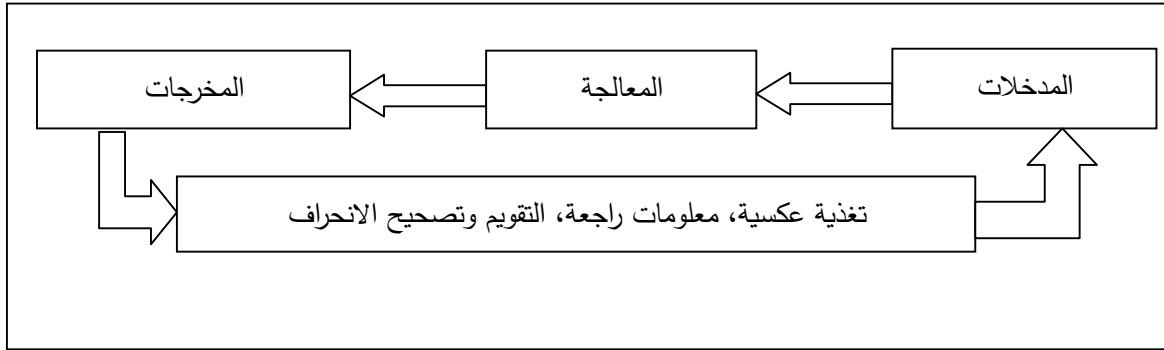 المدخلات
المعالجة
المخرجات
تغذية عكسية، معلومات راجعة، التقويم وتصحيح الانحراف